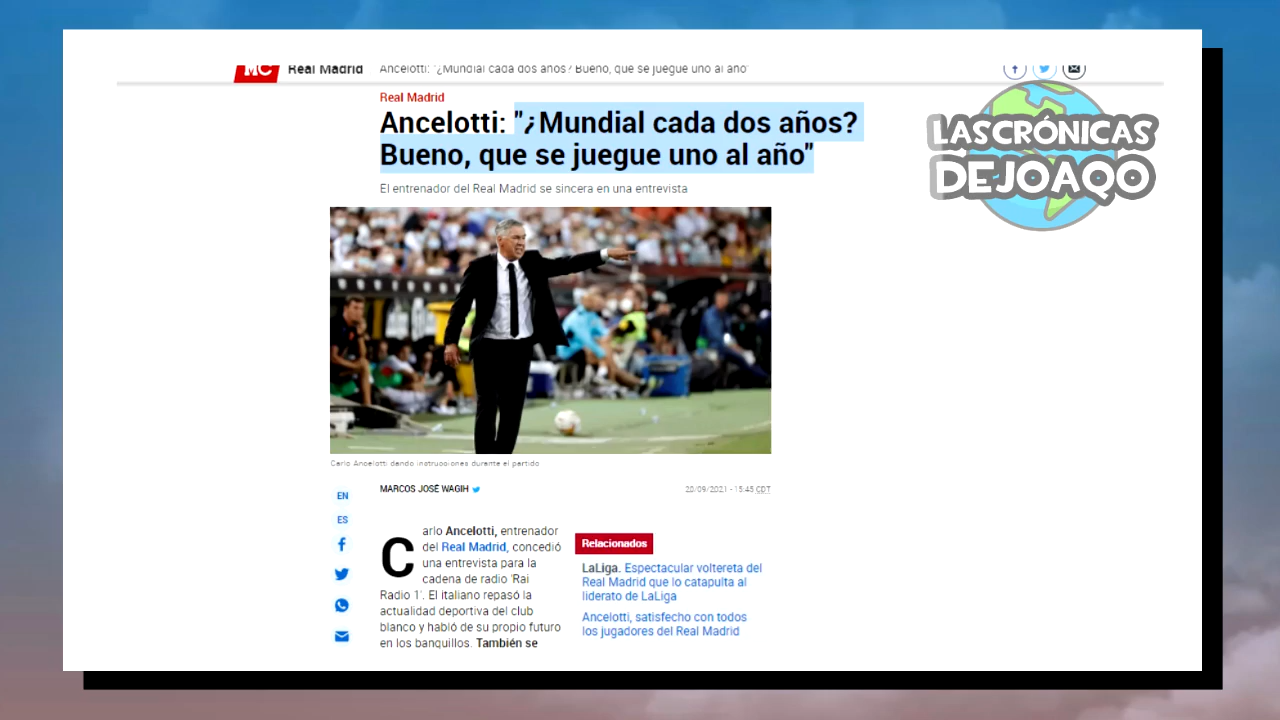 MC Real Madrid Ancelotti: "¿Mundial cada dos años? Bueno, que se juegue uno al año"
Real Madrid
Ancelotti: "¿Mundial cada dos años?
Bueno, que se juegue uno al año"
El entrenador del Real Madrid se sincera en una entrevista
LASCRÓNICAS
DEJOAQO
Carlo Ancelotti dando instrucciones durante el partido
MARCOS JOSÉ WAGIH
20/09/2021 - 15:45 CDT
EN
ES
Carlo Ancelotti, entrenador
del Real Madrid, concedió
una entrevista para la
cadena de radio 'Rai
Radio 1'. El italiano repasó la
actualidad deportiva del club
blanco y habló de su propio futuro
en los banquillos. También se
Relacionados
LaLiga. Espectacular voltereta del
Real Madrid que lo catapulta al
liderato de LaLiga
Ancelotti, satisfecho con todos
los jugadores del Real Madrid